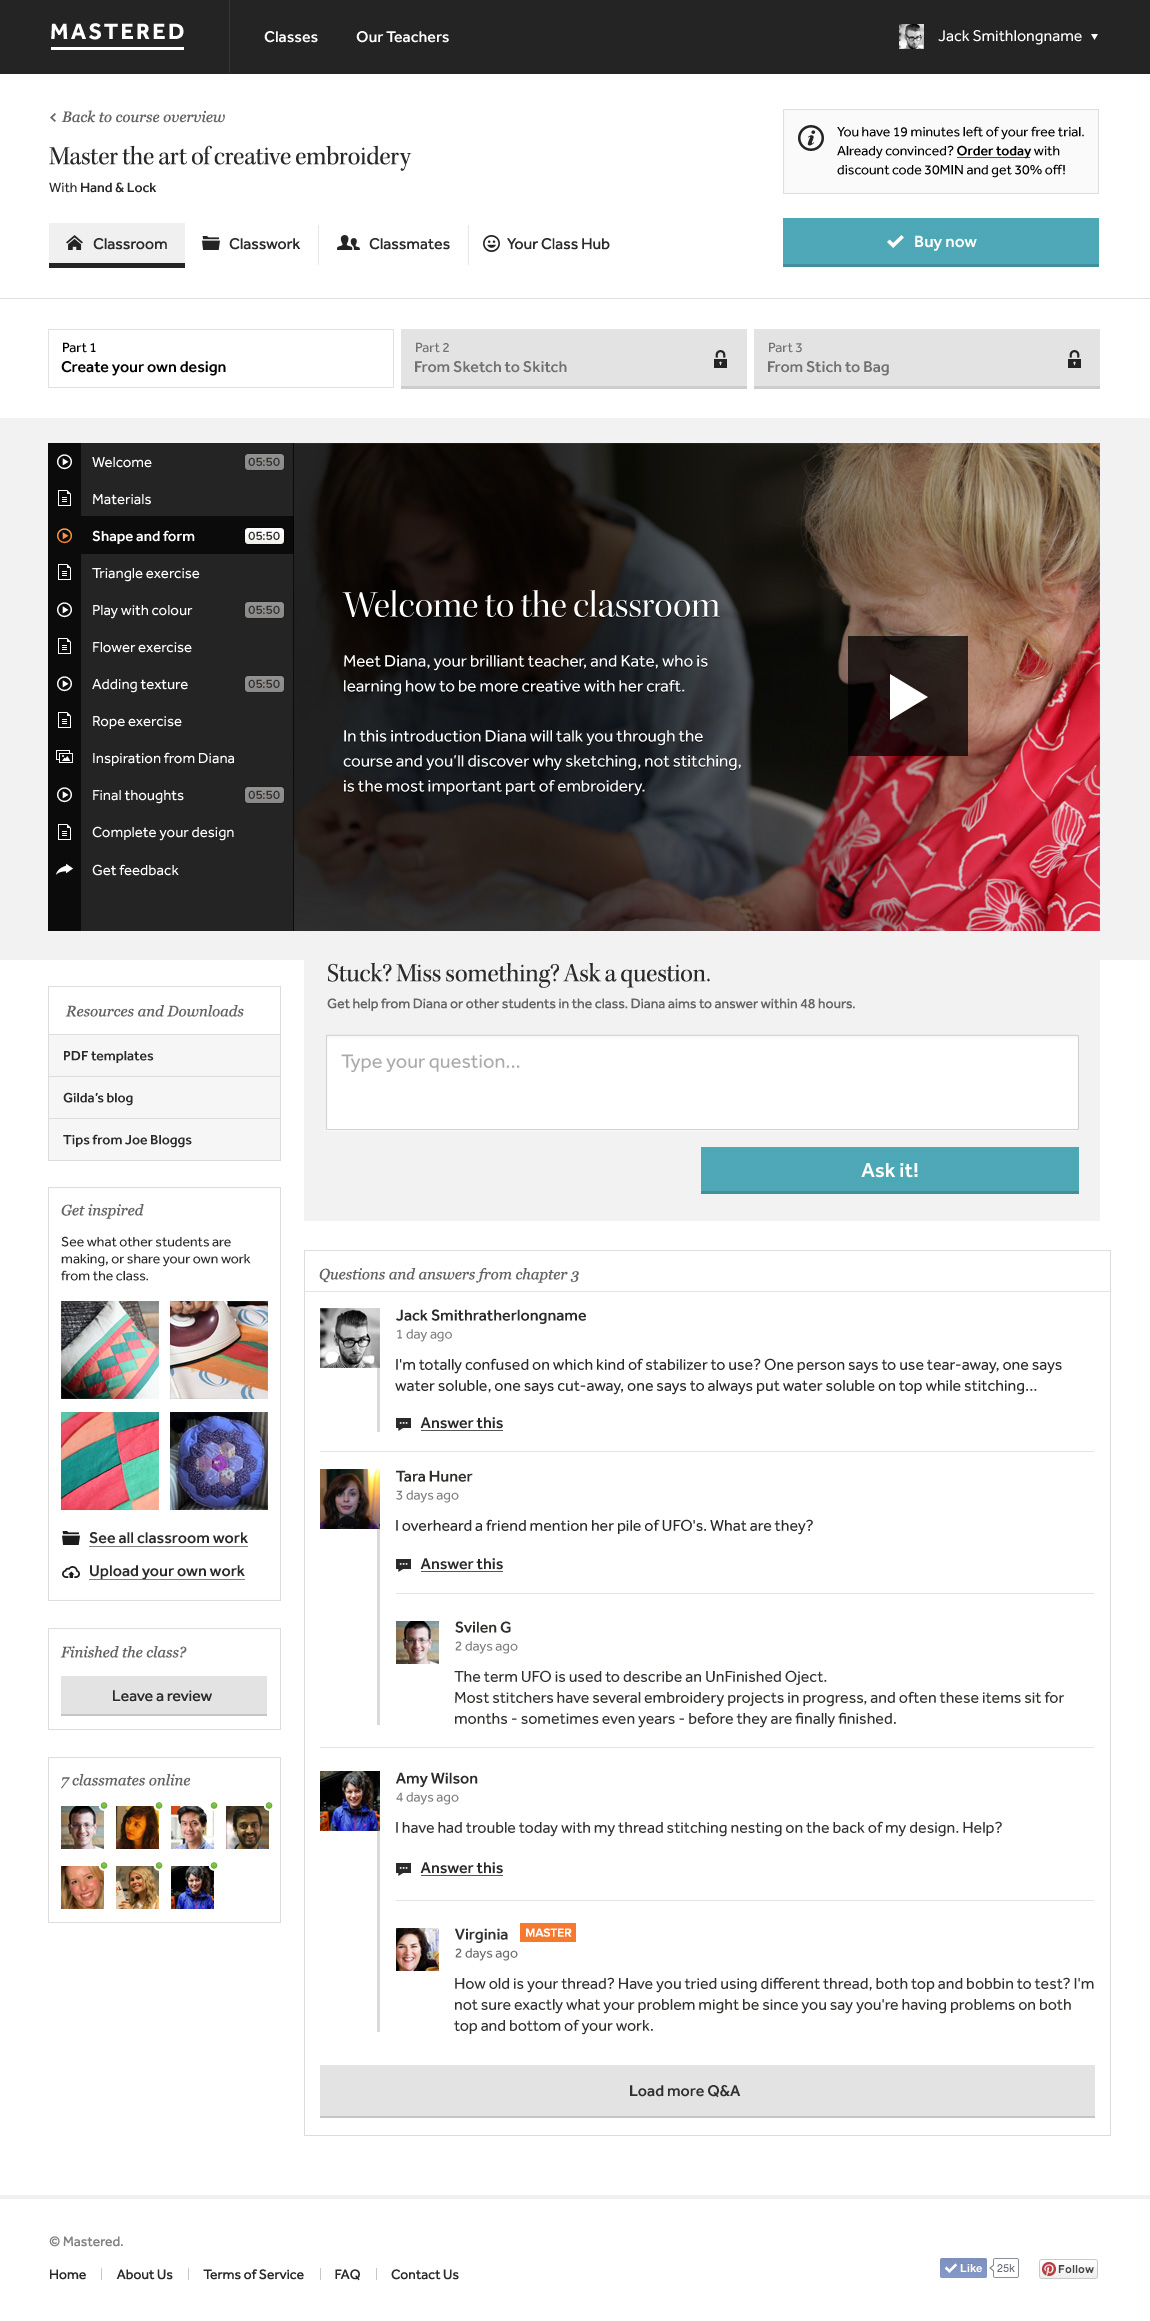 MASTERED
Classes
Our Teachers
Jack Smithlongname
Back to course overview
Master the art of creative embroidery
With Hand & Lock
You have 19 minutes left of your free trial.
Already convinced? Order today with
discount code 30MIN and get 30% off!
Classroom
Classwork
Classmates
Your Class Hub
Buy now
Part 1
Create your own design
Part 2
From Sketch to Skitch
Part 3
From Stich to Bag
Welcome 05:50
Materials
Shape and form 05:50
Triangle exercise
Play with colour 05:50
Flower exercise
Adding texture 05:50
Rope exercise
Inspiration from Diana
Final thoughts 05:50
Complete your design
Get feedback
Welcome to the classroom
Meet Diana, your brilliant teacher, and Kate, who is
learning how to be more creative with her craft.
In this introduction Diana will talk you through the
course and you'll discover why sketching, not stitching,
is the most important part of embroidery.
Stuck? Miss something? Ask a question.
Get help from Diana or other students in the class. Diana aims to answer within 48 hours.
Type your question...
Ask it!
Resources and Downloads
PDF templates
Gilda's blog
Tips from Joe Bloggs
Get inspired
See what other students are
making, or share your own work
from the class.
See all classroom work
Upload your own work
Finished the class?
Leave a review
7 classmates online
Questions and answers from chapter 3
Jack Smithratherlongname
1 day ago
I'm totally confused on which kind of stabilizer to use? One person says to use tear-away, one says
water soluble, one says cut-away, one says to always put water soluble on top while stitching...
Answer this
Tara Huner
3 days ago
I overheard a friend mention her pile of UFO's. What are they?
Answer this
Svilen G
2 days ago
The term UFO is used to describe an UnFinished Oject.
Most stitchers have several embroidery projects in progress, and often these items sit for
months - sometimes even years - before they are finally finished.
Amy Wilson
4 days ago
I have had trouble today with my thread stitching nesting on the back of my design. Help?
Answer this
Virginia MASTER
2 days ago
How old is your thread? Have you tried using different thread, both top and bobbin to test? I'm
not sure exactly what your problem might be since you say you're having problems on both
top and bottom of your work.
Load more Q&A
© Mastered.
Home
About Us
Terms of Service
FAQ
Contact Us
Like
25k
Follow